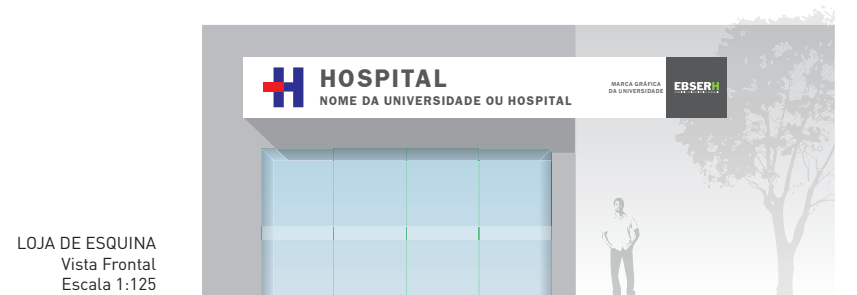 HOSPITAL
NOME DA UNIVERSIDADE OU HOSPITAL
MARCA GRÁFICA
DA UNIVERSIDADE
EBSERH
LOJA DE ESQUINA
Vista Frontal
Escala 1:125